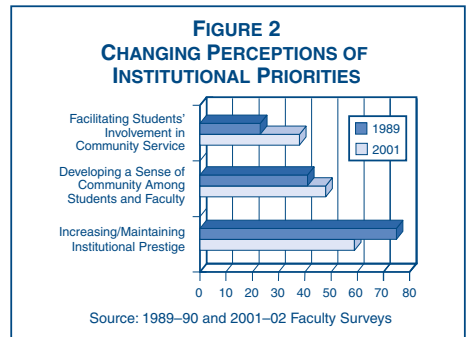 FIGURE 2
CHANGING PERCEPTIONS OF
INSTITUTIONAL PRIORITIES
Facilitating Students'
Involvement in
Community Service
Developing a Sense of
Community Among
Students and Faculty
Increasing/Maintaining
Institutional Prestige
1989
2001
0 10 20 30 40 50 60 70 80
Source: 1989–90 and 2001–02 Faculty Surveys